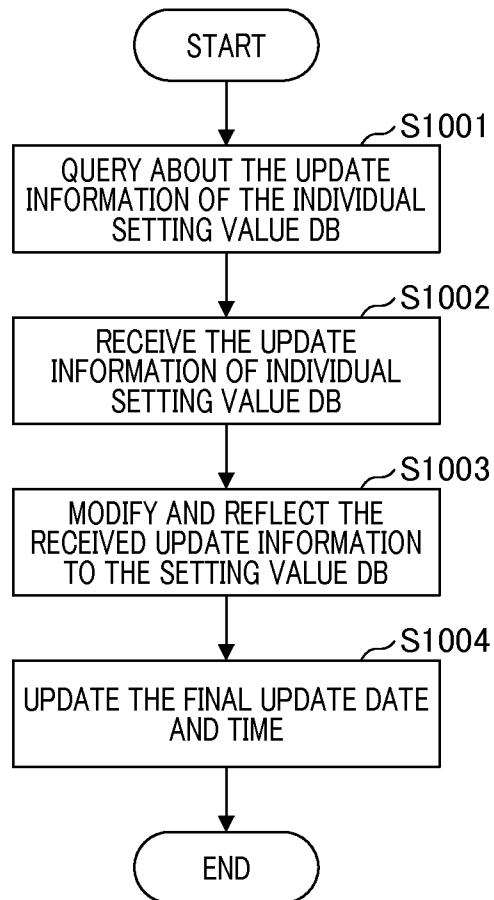 START
S1001
QUERY ABOUT THE UPDATE
INFORMATION OF THE INDIVIDUAL
SETTING VALUE DB
S1002
RECEIVE THE UPDATE
INFORMATION OF INDIVIDUAL
SETTING VALUE DB
S1003
MODIFY AND REFLECT THE
RECEIVED UPDATE INFORMATION
TO THE SETTING VALUE DB
S1004
UPDATE THE FINAL UPDATE DATE
AND TIME
END